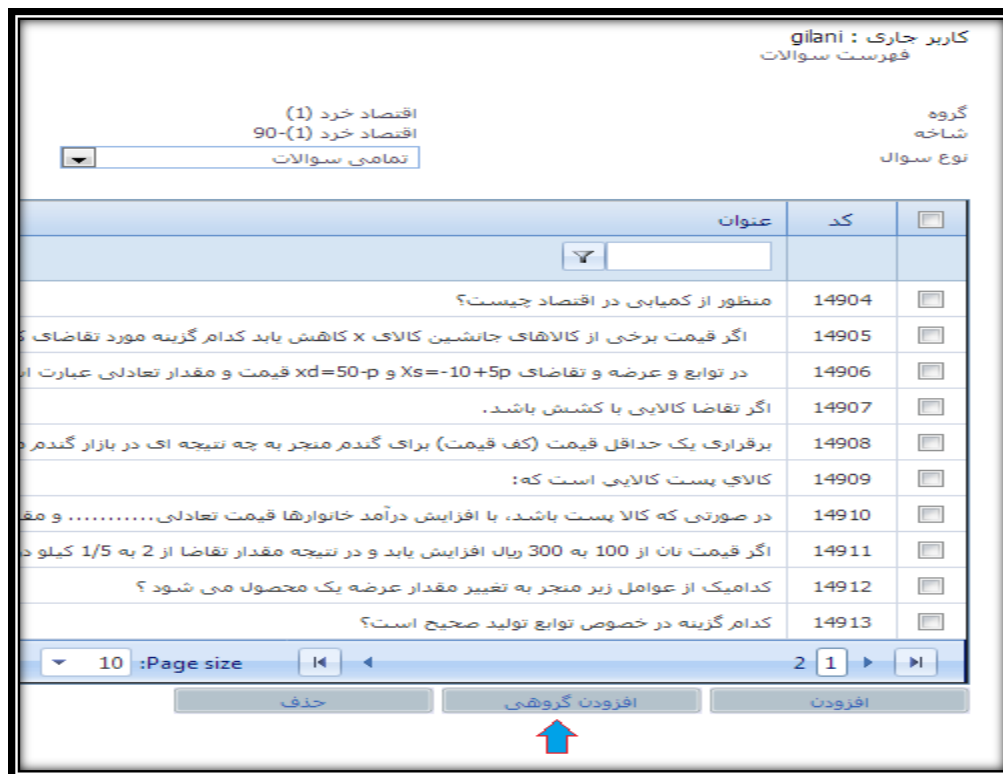 کاربر جاری : gilani
فهرست سوالات
گروه اقتصاد خرد (1)
شاخه اقتصاد خرد (1)-90
نوع سوال تمامی سوالات
کد عنوان
14904 منظور از کمیابی در اقتصاد چیست؟
14905 اگر قیمت برخی از کالاهای جانشین کالای x کاهش یابد کدام گزینه مورد تقاضای
14906 در توابع و عرضه و تقاضای Xs=-10+5p و xd=50-p قیمت و مقدار تعادلی عبارت
14907 اگر تقاضا کالایی با کشش باشد.
14908 برقراری یک حداقل قیمت (کف قیمت) برای گندم منجر به چه نتیجه ای در بازار گندم
14909 كالاي پست کالایی است که:
14910 در صورتی که کالا پست باشد، با افزایش درآمد خانوارها قیمت تعادلی........... و
14911 اگر قیمت نان از 100 به 300 ریال افزایش یابد و در نتیجه مقدار تقاضا از 2 به 1/5 کیلو
14912 کدامیک از عوامل زیر منجر به تغییر مقدار عرضه یک محصول می شود ؟
14913 کدام گزینه در خصوص توابع تولید صحیح است؟
1 2 Page size: 10
افزودن افزودن گروهی حذف